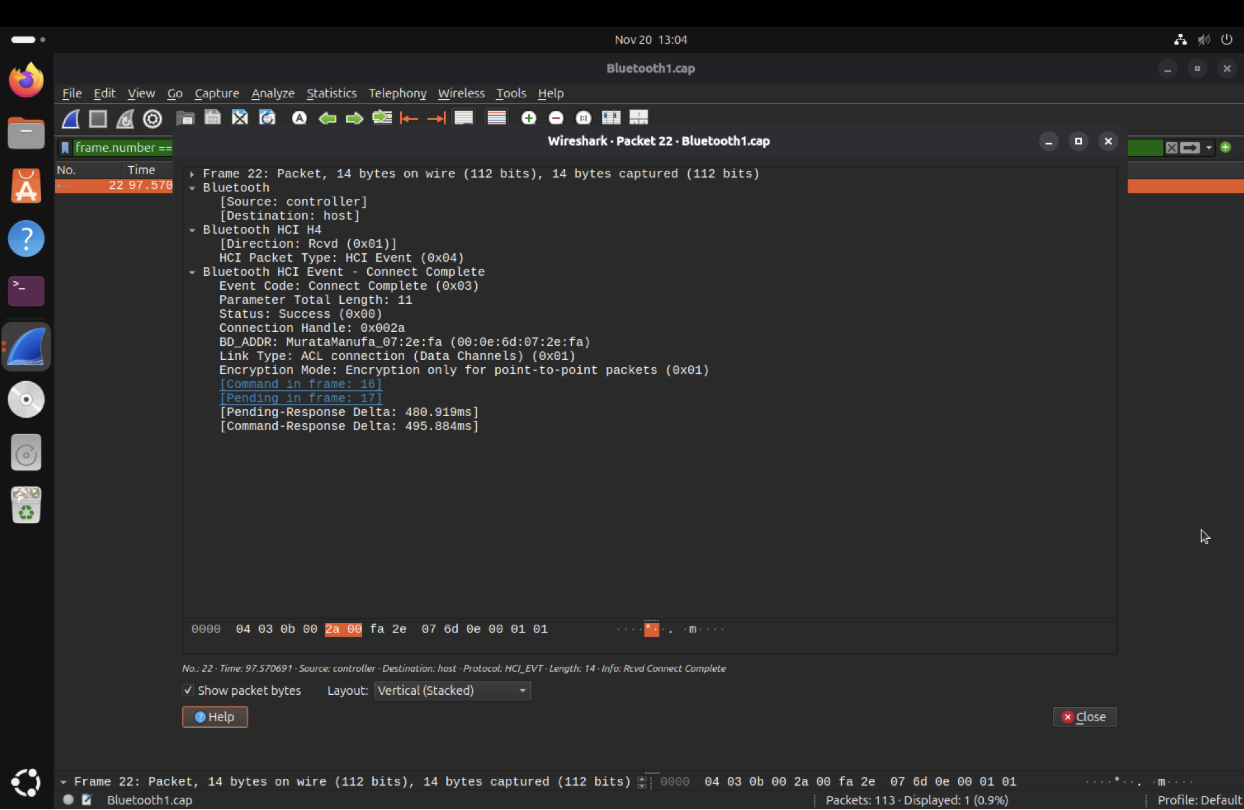 Nov 20 13:04
Bluetooth1.cap
File Edit View Go Capture Analyze Statistics Telephony Wireless Tools Help
Wireshark · Packet 22 · Bluetooth1.cap
frame.number ==
No. Time
22 97.570
Frame 22: Packet, 14 bytes on wire (112 bits), 14 bytes captured (112 bits)
Bluetooth
[Source: controller]
[Destination: host]
Bluetooth HCI H4
[Direction: Rcvd (0x01)]
HCI Packet Type: HCI Event (0x04)
Bluetooth HCI Event - Connect Complete
Event Code: Connect Complete (0x03)
Parameter Total Length: 11
Status: Success (0x00)
Connection Handle: 0x002a
BD_ADDR: MurataManufa_07:2e:fa (00:0e:6d:07:2e:fa)
Link Type: ACL connection (Data Channels) (0x01)
Encryption Mode: Encryption only for point-to-point packets (0x01)
[Command in frame: 16]
[Pending in frame: 17]
[Pending-Response Delta: 480.919ms]
[Command-Response Delta: 495.884ms]
0000 04 03 0b 00 2a 00 fa 2e 07 6d 0e 00 01 01 ····*·. ·m····
No.: 22 · Time: 97.570691 · Source: controller · Destination: host · Protocol: HCI_EVT · Length: 14 · Info: Rcvd Connect Complete
Show packet bytes Layout: Vertical (Stacked)
Help
Close
Frame 22: Packet, 14 bytes on wire (112 bits), 14 bytes captured (112 bits) 0000 04 03 0b 00 2a 00 fa 2e 07 6d 0e 00 01 01 ····*··. ·m····
Bluetooth1.cap Packets: 113 · Displayed: 1 (0.9%) Profile: Default